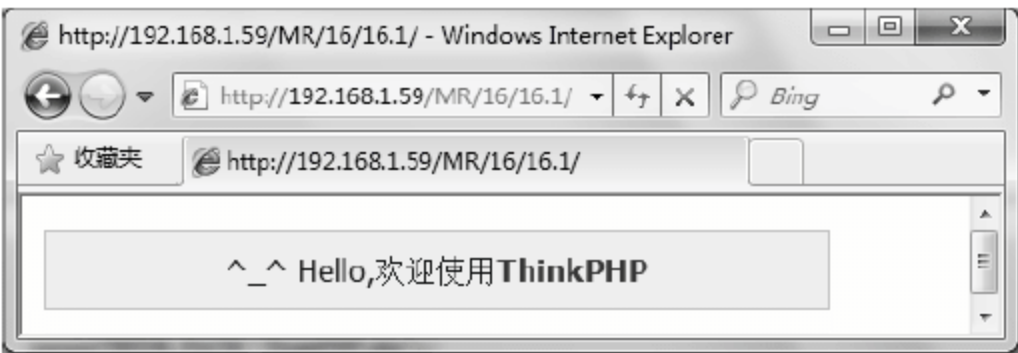 http://192.168.1.59/MR/16/16.1/ - Windows Internet Explorer
http://192.168.1.59/MR/16/16.1/
Bing
收藏夹
http://192.168.1.59/MR/16/16.1/
^_^ Hello,欢迎使用ThinkPHP